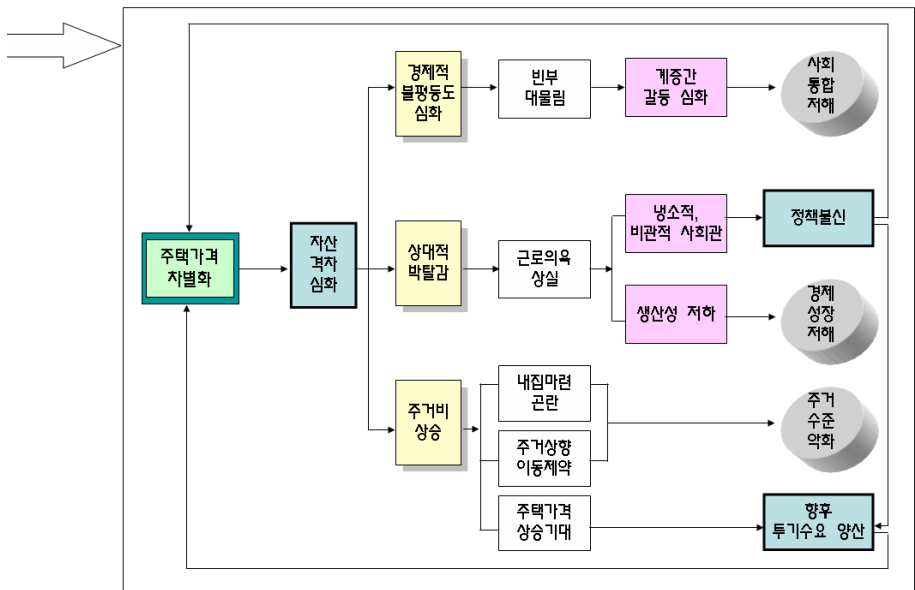 경제적
불평등도
심화
빈부
대물림
계층간
갈등 심화
사회
통합
저해
주택가격
차별화
자산
격차
심화
상대적
박탈감
근로의욕
상실
냉소적,
비관적 사회관
정책불신
생산성 저하
경제
성장
저해
주거비
상승
내집마련
곤란
주거상향
이동제약
주택가격
상승기대
주거
수준
악화
향후
투기수요 양산